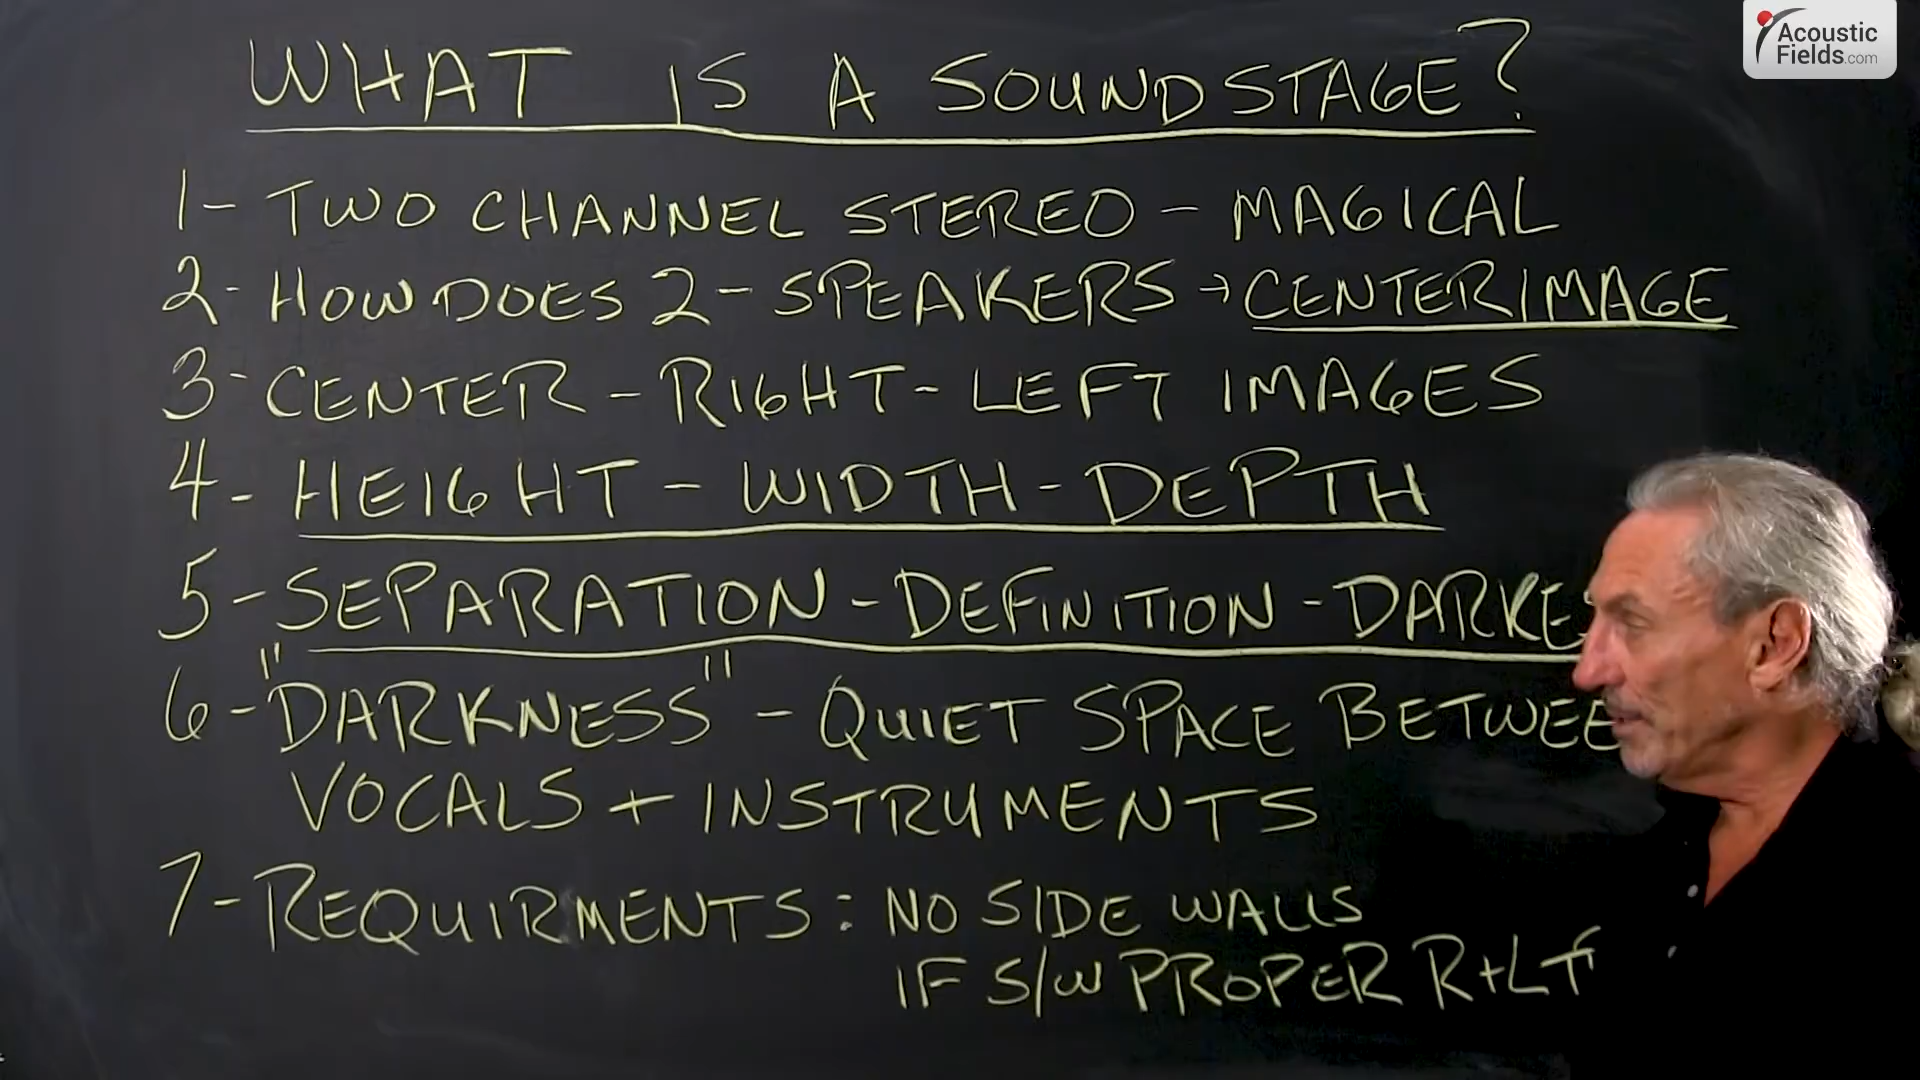 WHAT IS A SOUNDSTAGE?
Acoustic
Fields.com
1- TWO CHANNEL STEREO - MAGICAL
2- HOW DOES 2 - SPEAKERS → CENTER IMAGE
3- CENTER - RIGHT - LEFT IMAGES
4- HEIGHT - WIDTH - DEPTH
5- SEPARATION - DEFINITION - DARKE
6- "DARKNESS" - QUIET SPACE BETWEE
VOCALS + INSTRUMENTS
7- REQUIRMENTS: NO SIDE WALLS
IF S/W PROPER R+L